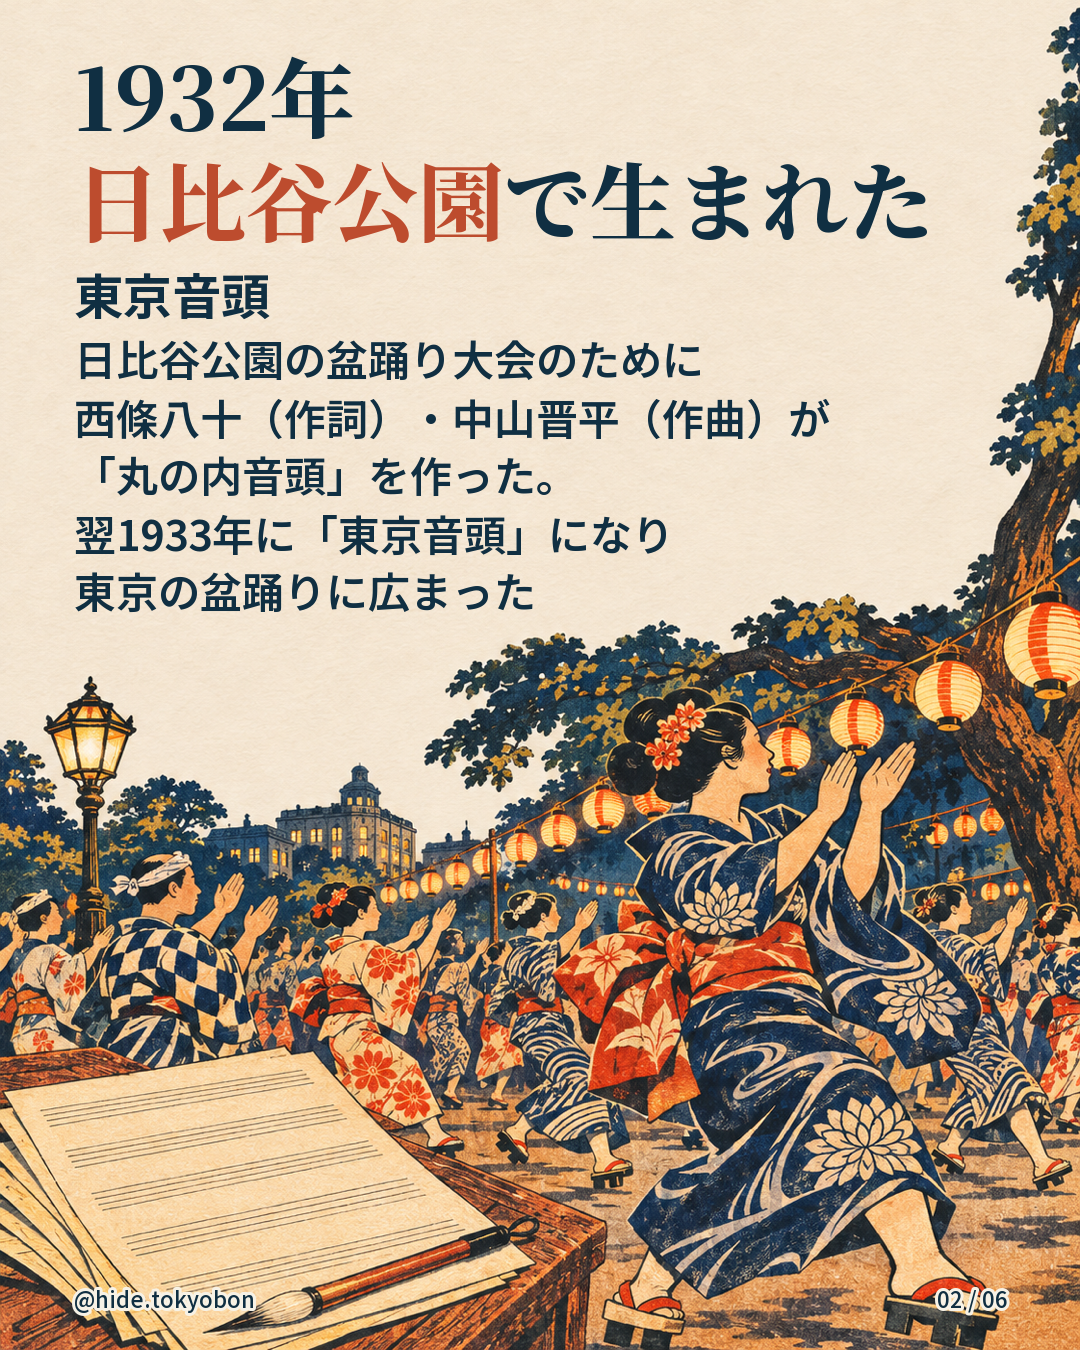 1932年
日比谷公園で生まれた
東京音頭
日比谷公園の盆踊り大会のために
西條八十（作詞）・中山晋平（作曲）が
「丸の内音頭」を作った。
翌1933年に「東京音頭」になり
東京の盆踊りに広まった
@hide.tokyobon
02 / 06